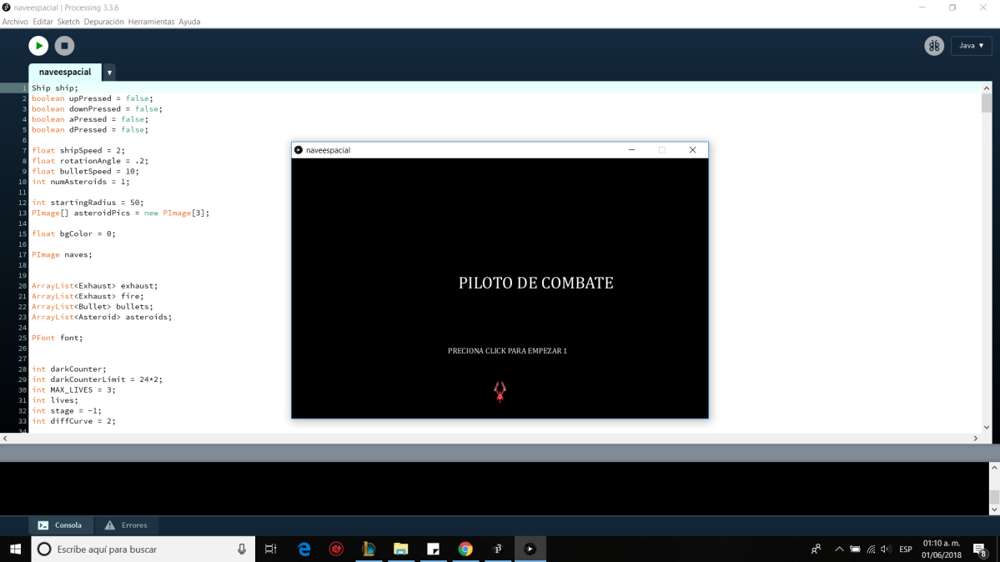 naveespacial | Processing 3.3.6
Archivo Editar Sketch Depuración Herramientas Ayuda
Java ▼
naveespacial ▼
1 Ship ship;
2 boolean upPressed = false;
3 boolean downPressed = false;
4 boolean aPressed = false;
5 boolean dPressed = false;
6
7 float shipSpeed = 2;
8 float rotationAngle = .2;
9 float bulletSpeed = 10;
10 int numAsteroids = 1;
11
12 int startingRadius = 50;
13 PImage[] asteroidPics = new PImage[3];
14
15 float bgColor = 0;
16
17 PImage naves;
18
19
20 ArrayList<Exhaust> exhaust;
21 ArrayList<Exhaust> fire;
22 ArrayList<Bullet> bullets;
23 ArrayList<Asteroid> asteroids;
24
25 PFont font;
26
27
28 int darkCounter;
29 int darkCounterLimit = 24*2;
30 int MAX_LIVES = 3;
31 int lives;
32 int stage = -1;
33 int diffCurve = 2;
34
naveespacial
PILOTO DE COMBATE
PRECIONA CLICK PARA EMPEZAR 1
Consola
Errores
Escribe aquí para buscar
ESP
01:10 a. m.
01/06/2018
8